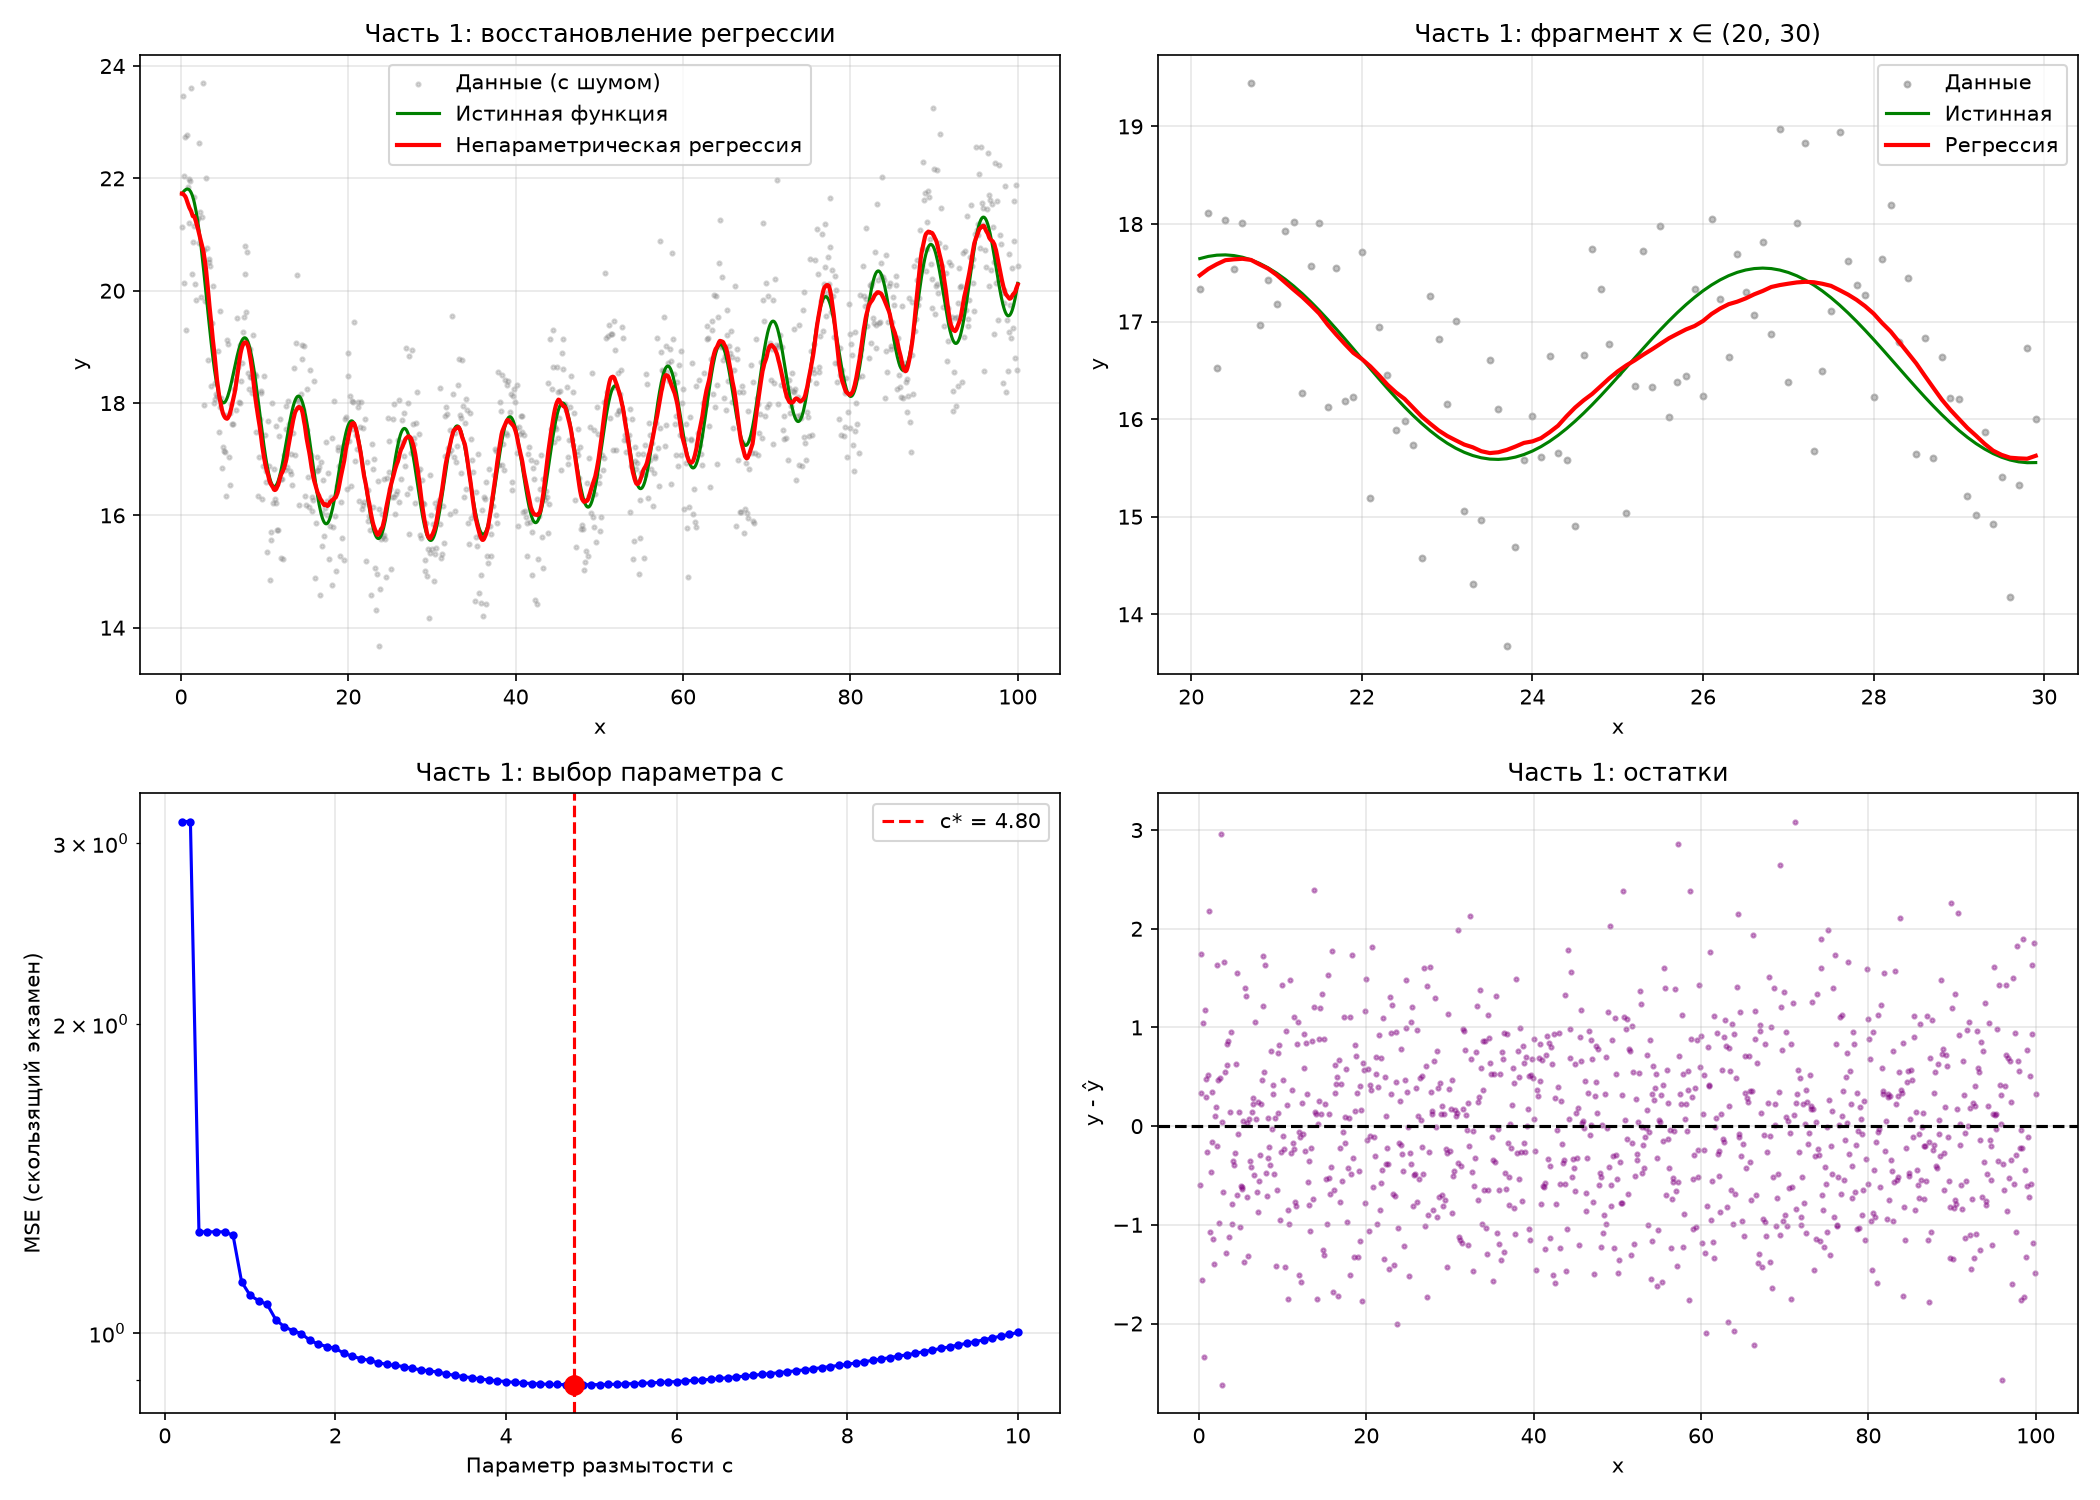 Часть 1: восстановление регрессии
24
22
20
18
16
14
y
0 20 40 60 80 100
x
Данные (с шумом)
Истинная функция
Непараметрическая регрессия
Часть 1: фрагмент x ∈ (20, 30)
19
18
17
16
15
14
y
20 22 24 26 28 30
x
Данные
Истинная
Регрессия
Часть 1: выбор параметра c
3 × 10⁰
2 × 10⁰
10⁰
MSE (скользящий экзамен)
0 2 4 6 8 10
Параметр размытости c
c* = 4.80
Часть 1: остатки
3
2
1
0
−1
−2
y - ŷ
0 20 40 60 80 100
x